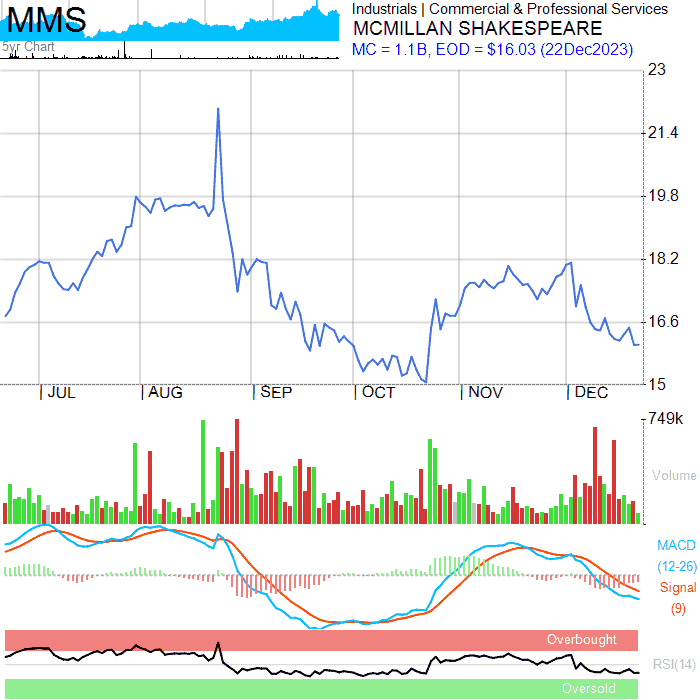 MMS
5yr Chart
Industrials | Commercial & Professional Services
MCMILLAN SHAKESPEARE
MC = 1.1B, EOD = $16.03 (22Dec2023)
23
21.4
19.8
18.2
16.6
15
| JUL | AUG | SEP | OCT | NOV | DEC
749k
Volume
MACD
(12-26)
Signal
(9)
Overbought
RSI(14)
Oversold